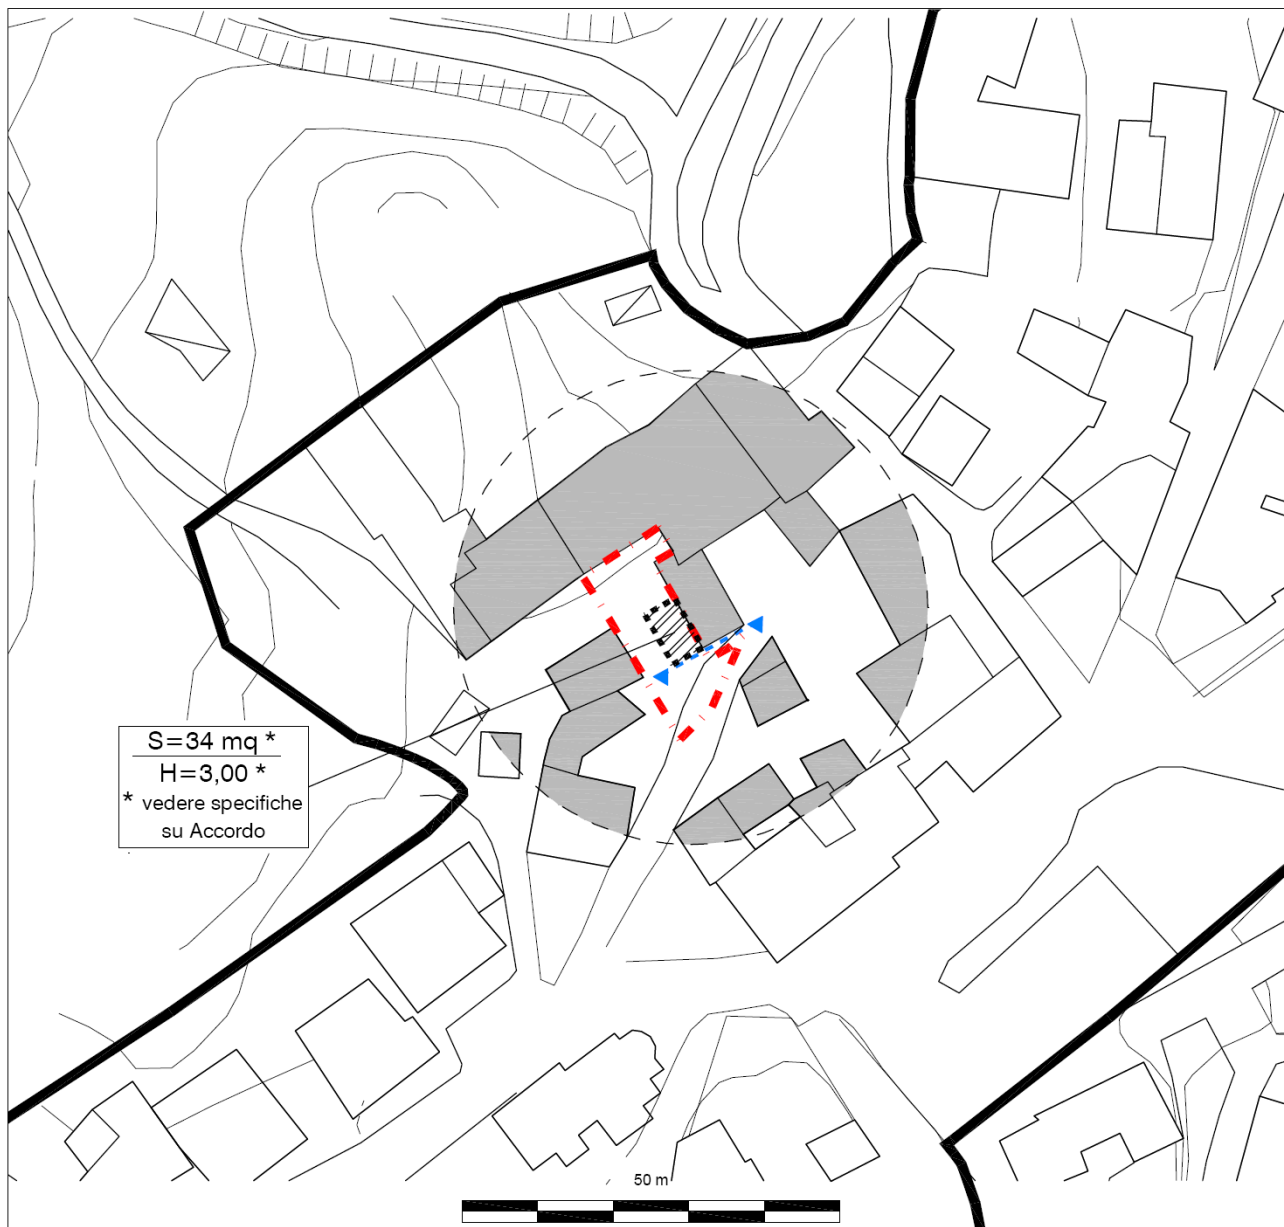 S=34 mq *
H=3,00 *
* vedere specifiche
su Accordo
50 m